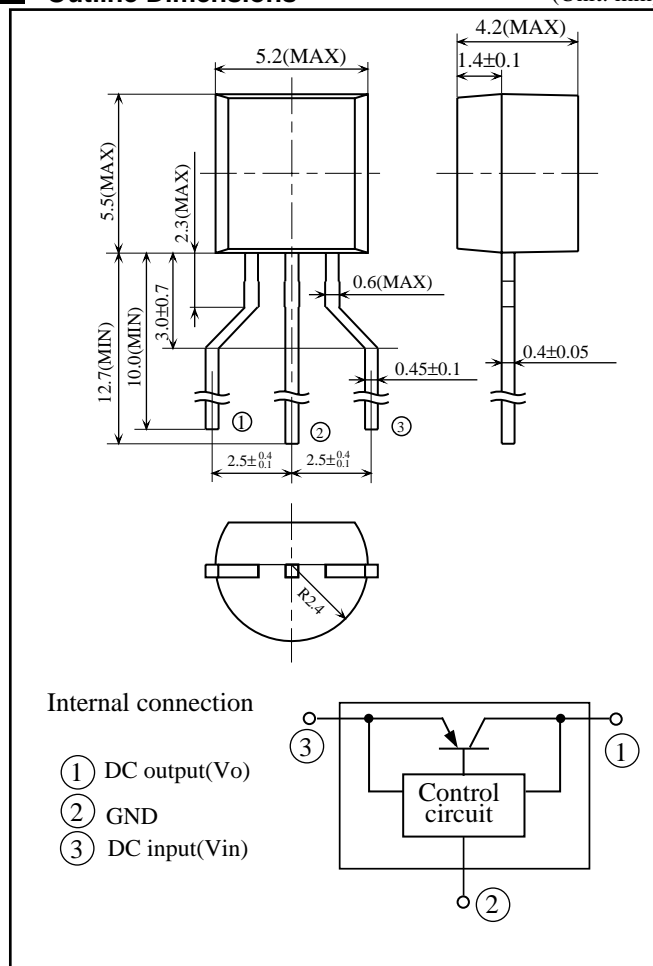 Outline Dimensions
(Unit: mm
5.2(MAX)
4.2(MAX)
1.4±0.1
5.5(MAX)
2.3(MAX)
12.7(MIN)
10.0(MIN)
3.0±0.7
0.6(MAX)
0.45±0.1
0.4±0.05
① ② ③
2.5±0.4 0.1
2.5±0.4 0.1
R2.4
Internal connection
① DC output(Vo)
② GND
③ DC input(Vin)
③
①
Control
circuit
②